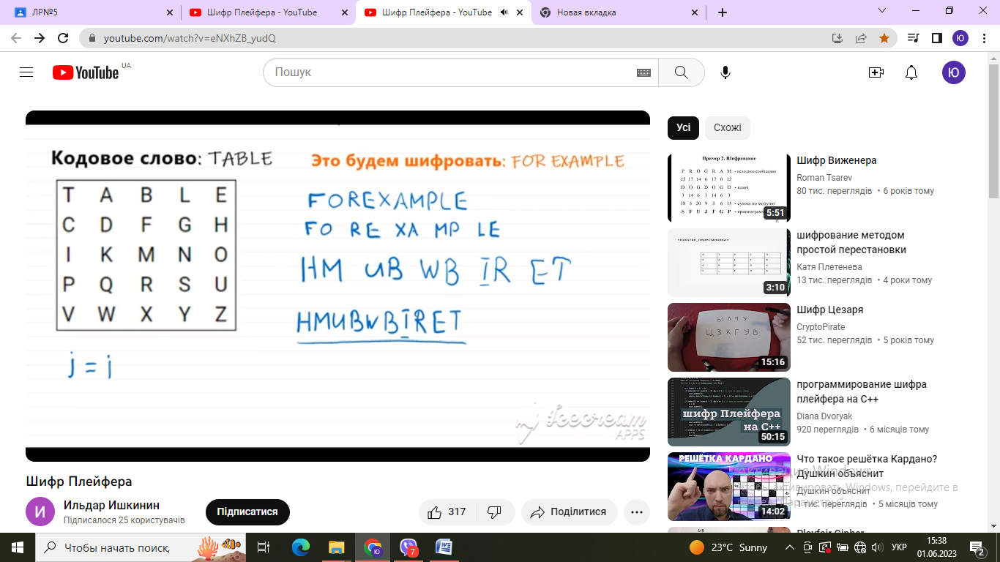 ЛР№5
Шифр Плейфера - YouTube
Шифр Плейфера - YouTube
Новая вкладка
youtube.com/watch?v=eNXhZB_yudQ
Ю
YouTube UA
Пошук
Ю
Кодовое слово: TABLE
T A B L E
C D F G H
I K M N O
P Q R S U
V W X Y Z
j = i
Это будем шифровать: FOR EXAMPLE
FOREXAMPLE
FO RE XA MP LE
HM UB WB IR ET
HMUBWBIRET
Icecream
APPS
Шифр Плейфера
И
Ильдар Ишкинин
Підписалося 25 користувачів
Підписатися
317
Поділитися
Усі
Схожі
Пример 2. Шифрование
P R O G R A M - исходное сообщение
15 17 14 6 17 0 12
D O G D O G D - ключ
3 14 6 3 14 6 3
18 5 20 9 5 6 15 - сумма по модулю
S F U J F G P - криптограмма
5:51
Шифр Виженера
Roman Tsarev
80 тис. переглядів • 6 років тому
3:10
шифрование методом
простой перестановки
Катя Плетенева
13 тис. переглядів • 4 роки тому
15:16
Шифр Цезаря
CryptoPirate
52 тис. переглядів • 5 років тому
шифр Плейфера
на C++
50:15
программирование шифра
плейфера на С++
Diana Dvoryak
920 переглядів • 6 місяців тому
РЕШЁТКА КАРДАНО
14:02
Что такое решётка Кардано?
Душкин объяснит
Душкин объяснит
1 тис. переглядів • 5 місяців тому
Активация Windows
активировать Windows, перейдите в
"Параметры".
Playfair Cipher
Чтобы начать поиск,
7
23°C Sunny
УКР
15:38
01.06.2023
2